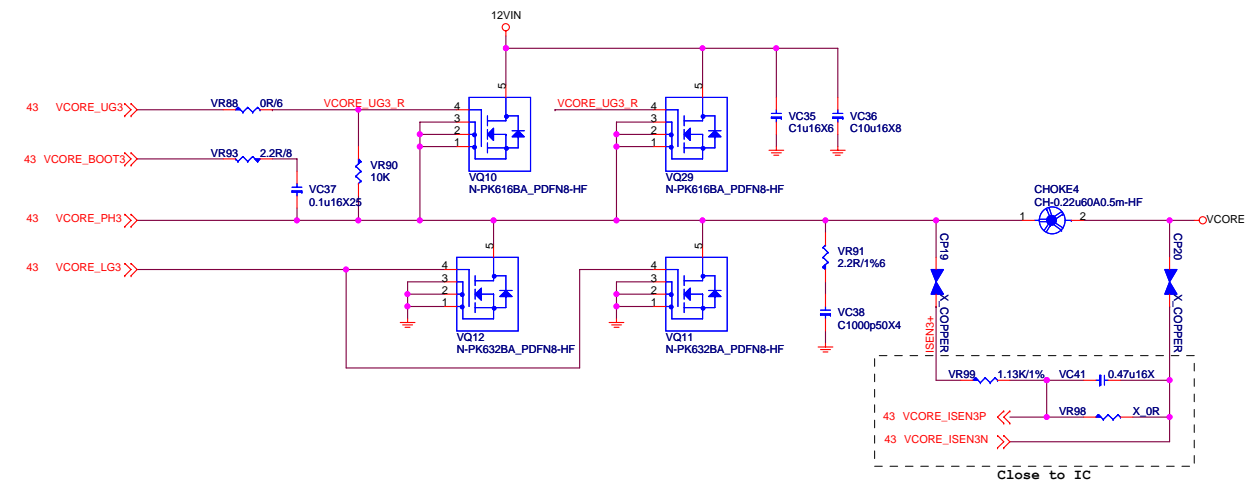 12VIN
43 VCORE_UG3 VR88 0R/6 VCORE_UG3_R
5
4
3
2
1
VCORE_UG3_R
5
4
3
2
1
VC35
C1u16X6
VC36
C10u16X8
43 VCORE_BOOT3 VR93 2.2R/8
VC37
0.1u16X25
VR90
10K
VQ10
N-PK616BA_PDFN8-HF
VQ29
N-PK616BA_PDFN8-HF
CHOKE4
CH-0.22u60A0.5m-HF
43 VCORE_PH3
1 2
VCORE
43 VCORE_LG3
5
4
3
2
1
VQ12
N-PK632BA_PDFN8-HF
5
4
3
2
1
VQ11
N-PK632BA_PDFN8-HF
VR91
2.2R/1%6
VC38
C1000p50X4
CP19
X_COPPER
ISEN3+
CP20
X_COPPER
VR99 1.13K/1% VC41 0.47u16X
43 VCORE_ISEN3P VR98 X_0R
43 VCORE_ISEN3N
Close to IC